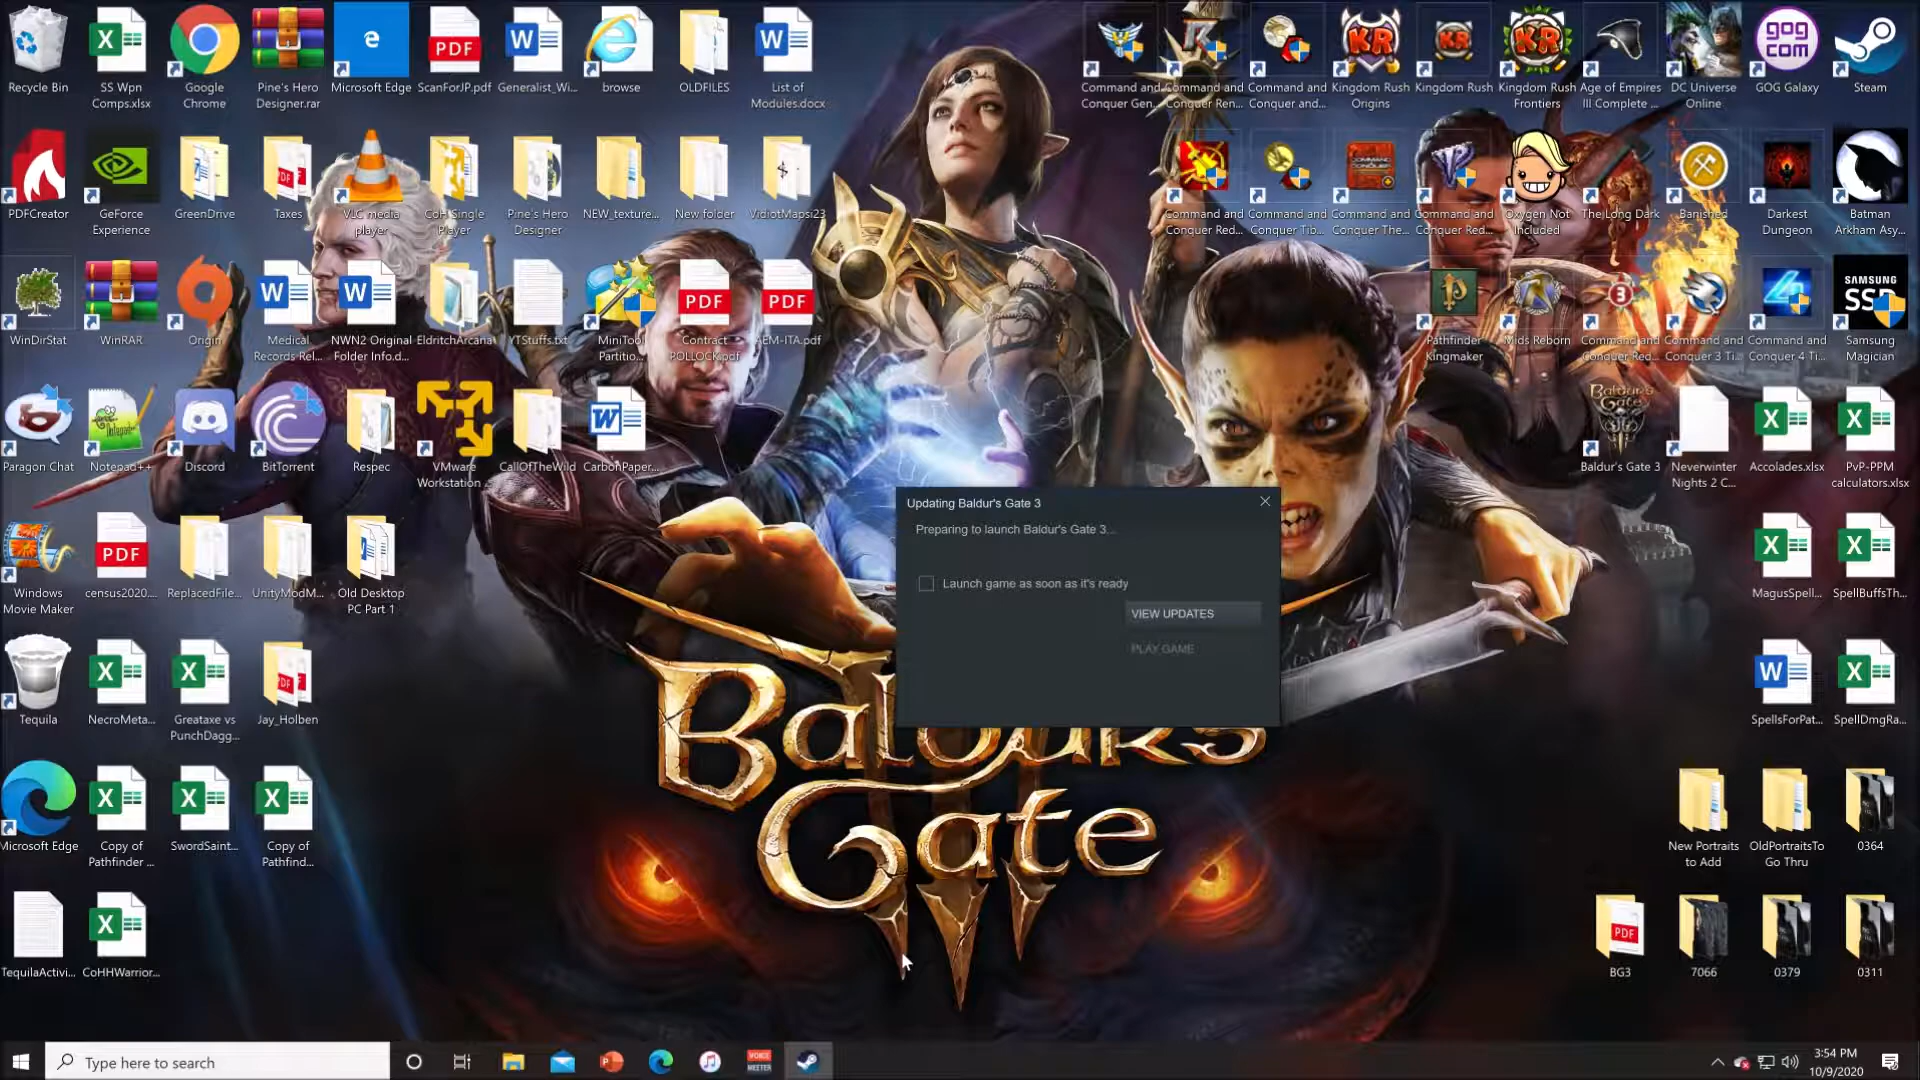 Recycle Bin
SS Wpn
Comps.xlsx
Google
Chrome
Pine's Hero
Designer.rar
Microsoft Edge
ScanForJP.pdf
Generalist_Wi...
browse
OLDFILES
List of
Modules.docx
Command and
Conquer Gen...
Command and
Conquer Ren...
Command and
Conquer and...
Kingdom Rush
Origins
Kingdom Rush
Kingdom Rush
Frontiers
Age of Empires
III Complete ...
DC Universe
Online
GOG Galaxy
Steam
PDFCreator
GeForce
Experience
GreenDrive
Taxes
VLC media
player
CoH Single
Player
Pine's Hero
Designer
NEW_texture...
New folder
VidiotMaps123
Command and
Conquer Red...
Command and
Conquer Tib...
Command and
Conquer The...
Command and
Conquer Red...
Oxygen Not
Included
The Long Dark
Banished
Darkest
Dungeon
Batman
Arkham Asy...
WinDirStat
WinRAR
Origin
Medical
Records Rel...
NWN2 Original
Folder Info.d...
EldritchArcana
YTStuffs.txt
MiniTool
Partitio...
Contract
POLLOCK.pdf
AEM-ITA.pdf
Pathfinder
Kingmaker
Mids Reborn
Command and
Conquer Red...
Command and
Conquer 3 Ti...
Command and
Conquer 4 Ti...
SAMSUNG
SSD
Samsung
Magician
Paragon Chat
Notepad++
Discord
BitTorrent
Respec
VMware
Workstation ...
CallOfTheWild
CarbonPaper...
Baldur's Gate 3
Neverwinter
Nights 2 C...
Accolades.xlsx
PvP-PPM
calculators.xlsx
Updating Baldur's Gate 3
Preparing to launch Baldur's Gate 3...
Launch game as soon as it's ready
VIEW UPDATES
PLAY GAME
Windows
Movie Maker
census2020....
ReplacedFile...
UnityModM...
Old Desktop
PC Part 1
MagusSpell...
SpellBuffsTh...
Tequila
NecroMeta...
Greataxe vs
PunchDagg...
Jay_Holben
SpellsForPat...
SpellDmgRa...
Baldur's
Gate
Microsoft Edge
Copy of
Pathfinder ...
SwordSaint...
Copy of
Pathfind...
New Portraits
to Add
OldPortraitsTo
Go Thru
0364
TequilaActivi...
CoHHWarrior...
BG3
7066
0379
0311
Type here to search
VOICE
MEETER
3:54 PM
10/9/2020